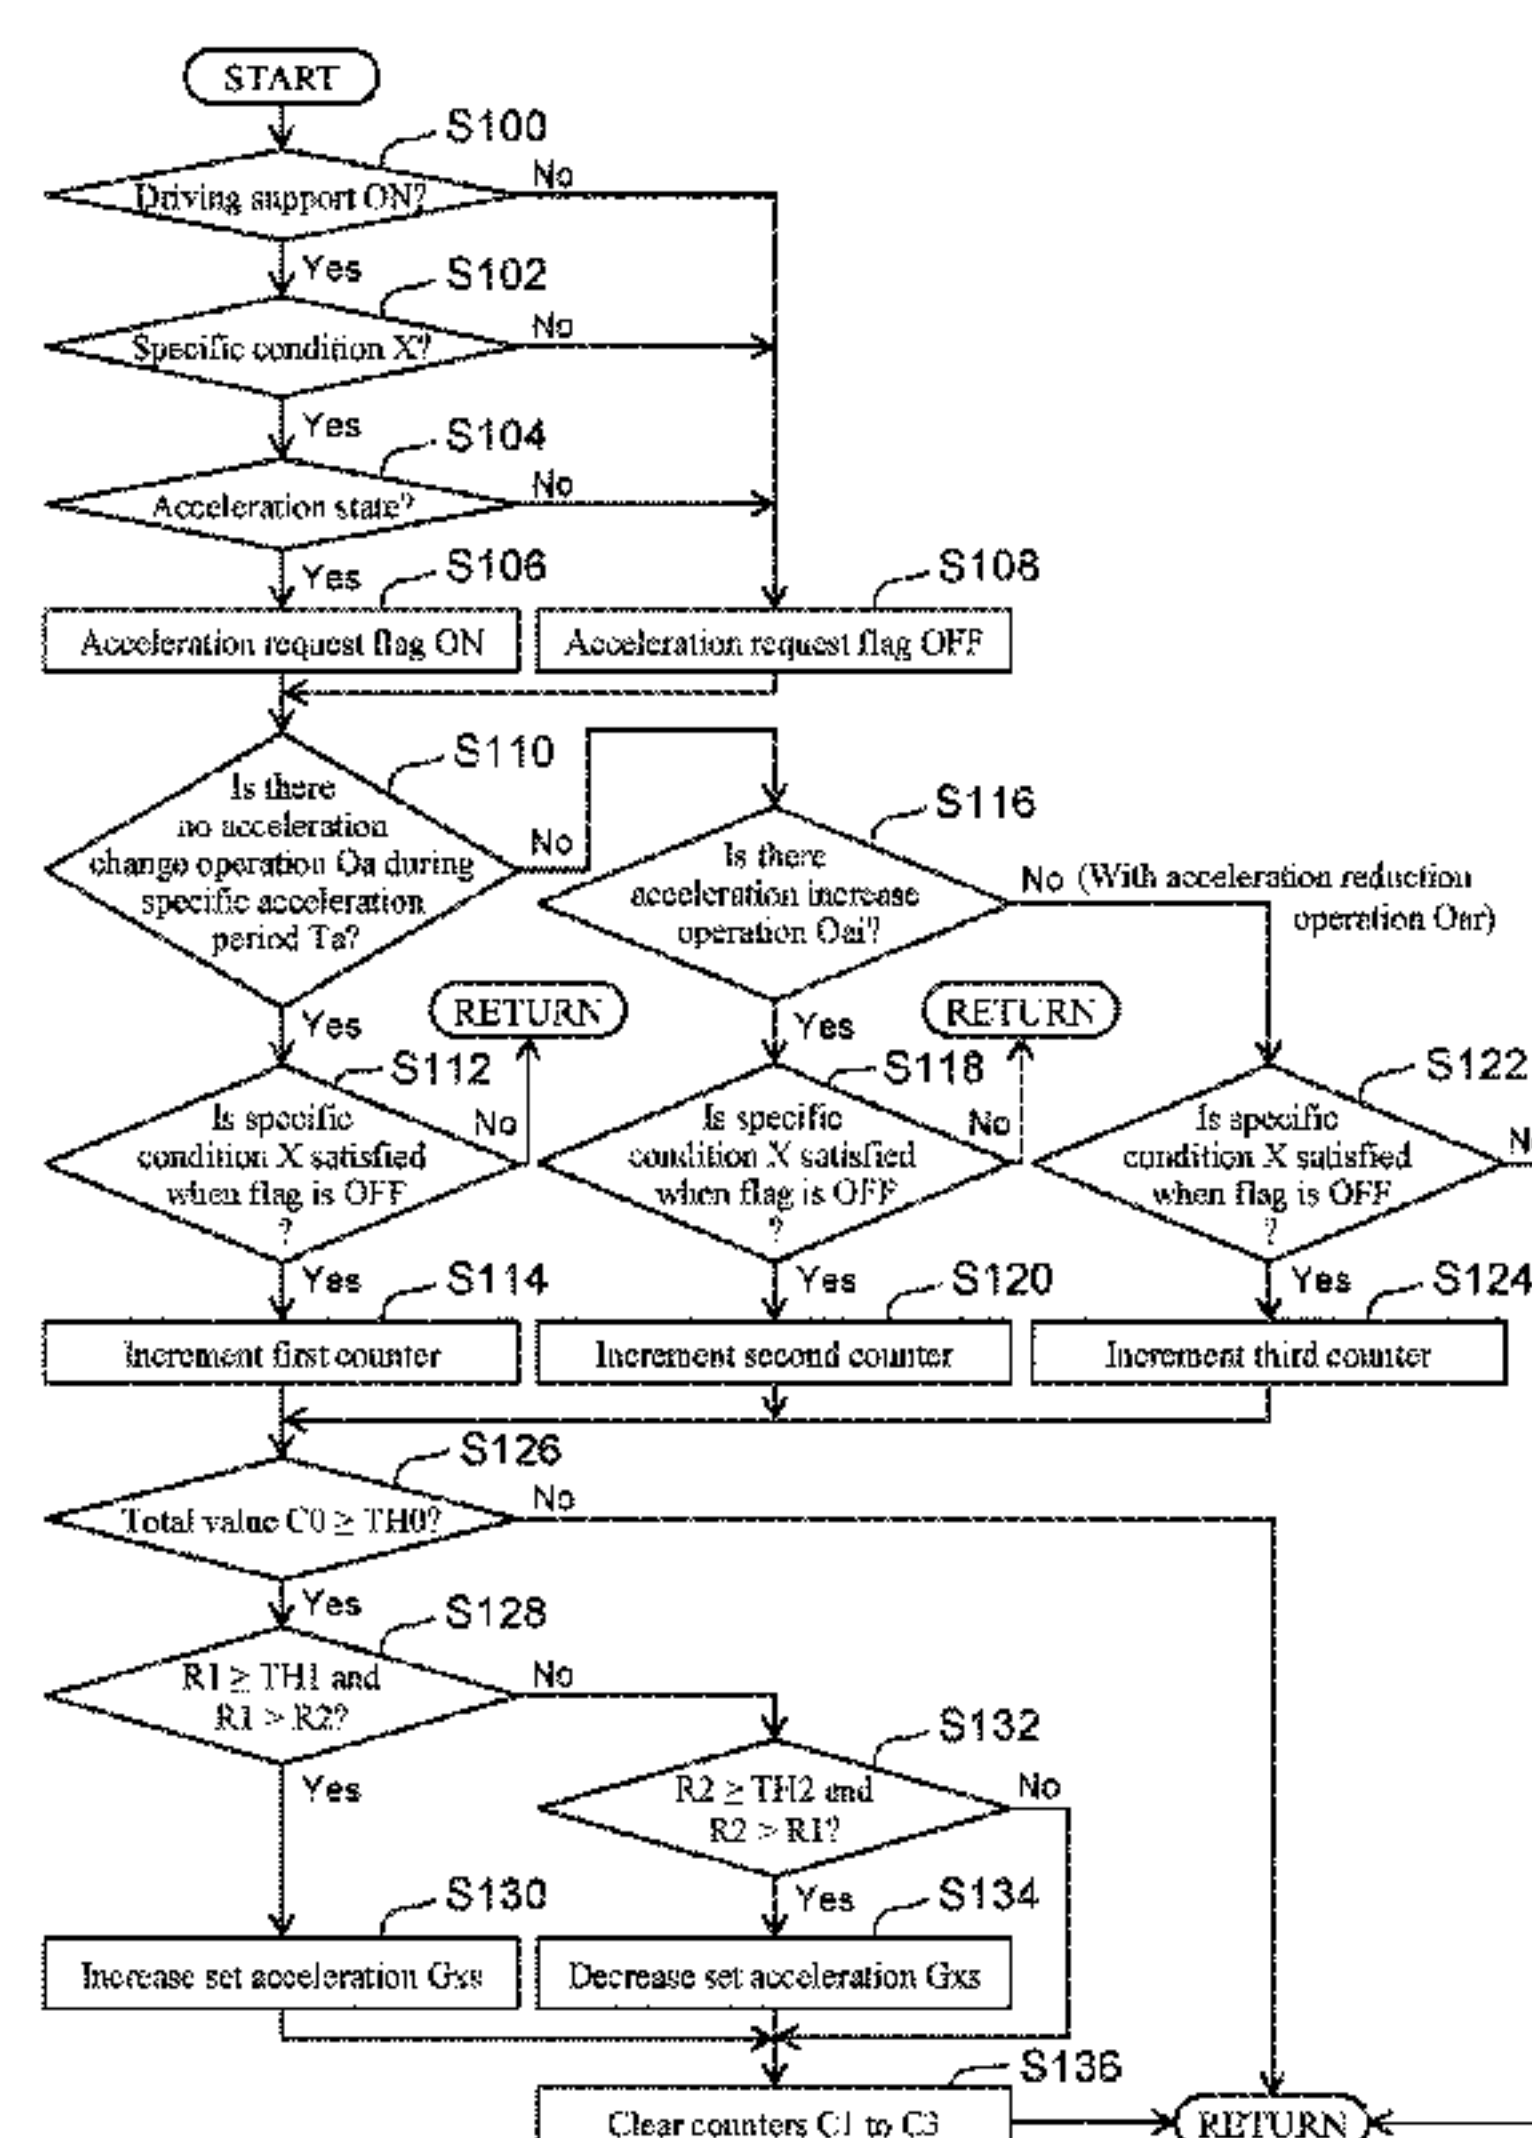 START
S100
Driving support ON?
No
Yes
S102
Specific condition X?
No
Yes
S104
Acceleration state?
No
Yes
S106
S108
Acceleration request flag ON
Acceleration request flag OFF
S110
Is there
no acceleration
change operation Oa during
specific acceleration
period Ta?
No
Yes
S116
Is there
acceleration increase
operation Oai?
No (With acceleration reduction
operation Oar)
Yes
RETURN
RETURN
S112
Is specific
condition X satisfied
when flag is OFF
?
No
Yes
S118
Is specific
condition X satisfied
when flag is OFF
?
No
Yes
S122
Is specific
condition X satisfied
when flag is OFF
?
Yes
S114
Increment first counter
S120
Increment second counter
S124
Increment third counter
S126
Total value C0 ≥ TH0?
No
Yes
S128
R1 ≥ TH1 and
R1 > R2?
No
Yes
S132
R2 ≥ TH2 and
R2 > R1?
No
Yes
S130
Increase set acceleration Gxs
S134
Decrease set acceleration Gxs
S136
Clear counters C1 to C3
RETURN